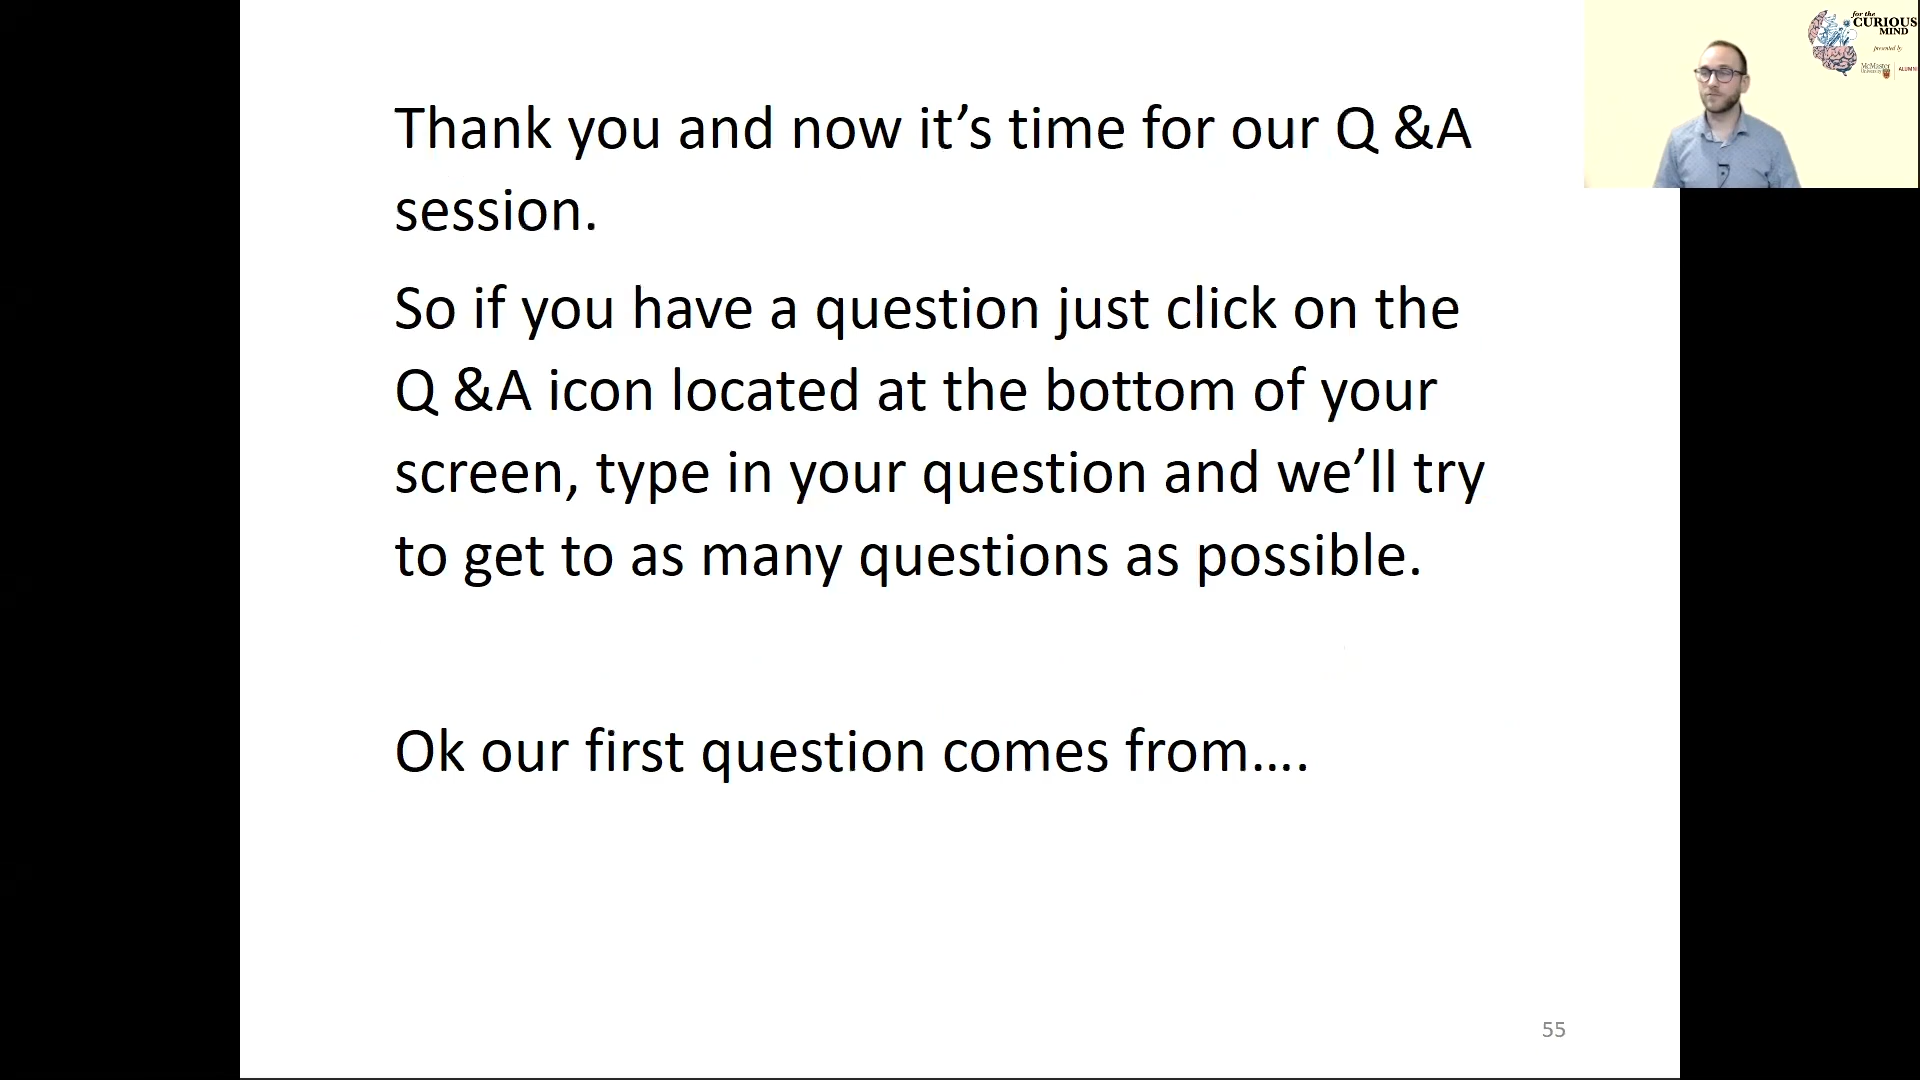 for the
CURIOUS
MIND
presented by
McMaster
University
ALUMNI
Thank you and now it’s time for our Q &A
session.
So if you have a question just click on the
Q &A icon located at the bottom of your
screen, type in your question and we’ll try
to get to as many questions as possible.
Ok our first question comes from….
55